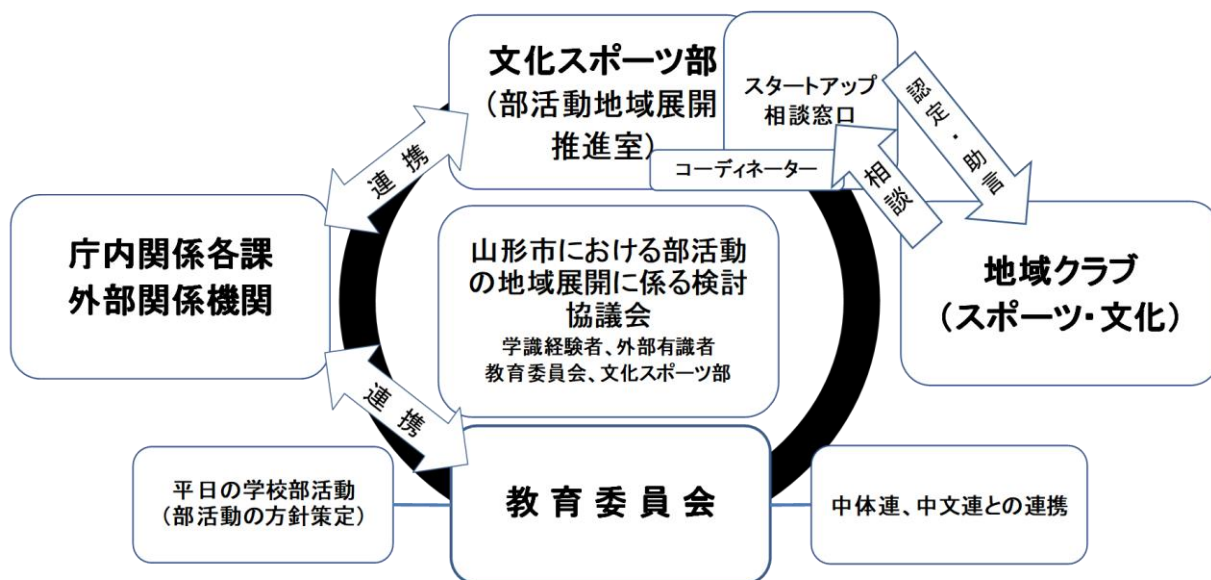 文化スポーツ部
（部活動地域展開
推進室）
スタートアップ
相談窓口
コーディネーター
認定・助言
相談
連携
庁内関係各課
外部関係機関
山形市における部活動
の地域展開に係る検討
協議会
学識経験者、外部有識者
教育委員会、文化スポーツ部
地域クラブ
（スポーツ・文化）
連携
平日の学校部活動
（部活動の方針策定）
教育委員会
中体連、中文連との連携